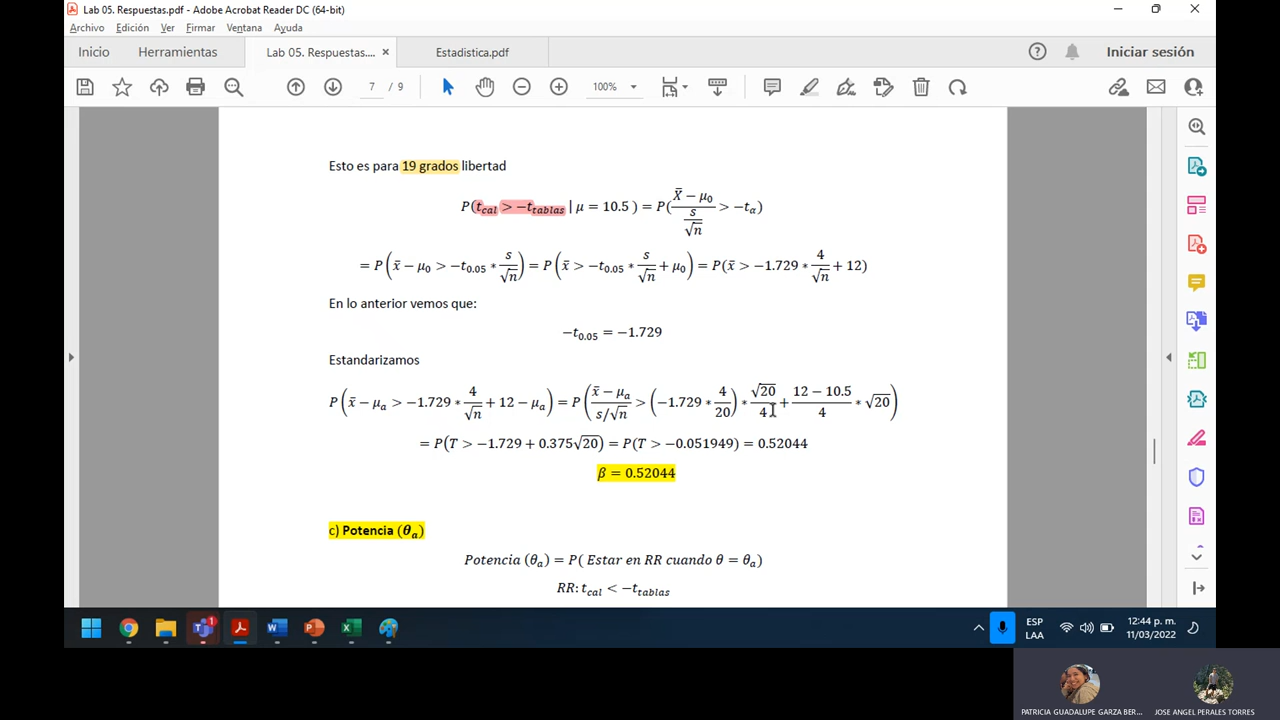 Lab 05. Respuestas.pdf - Adobe Acrobat Reader DC (64-bit)
Archivo Edición Ver Firmar Ventana Ayuda
Inicio Herramientas Lab 05. Respuestas.... × Estadistica.pdf Iniciar sesión
7 / 9 100%
Esto es para 19 grados libertad
P(t_cal > −t_tablas | μ = 10.5 ) = P((X̄ − μ_0)/(s/√n) > −t_α)
= P(x̄ − μ_0 > −t_0.05 * s/√n) = P(x̄ > −t_0.05 * s/√n + μ_0) = P(x̄ > −1.729 * 4/√n + 12)
En lo anterior vemos que:
−t_0.05 = −1.729
Estandarizamos
P(x̄ − μ_a > −1.729 * 4/√n + 12 − μ_a) = P((x̄ − μ_a)/(s/√n) > (−1.729 * 4/20) * √20/4 + (12 − 10.5)/4 * √20)
= P(T > −1.729 + 0.375√20) = P(T > −0.051949) = 0.52044
β = 0.52044
c) Potencia (θ_a)
Potencia (θ_a) = P( Estar en RR cuando θ = θ_a)
RR: t_cal < −t_tablas
ESP
LAA
12:44 p. m.
11/03/2022
PATRICIA GUADALUPE GARZA BER... JOSE ANGEL PERALES TORRES